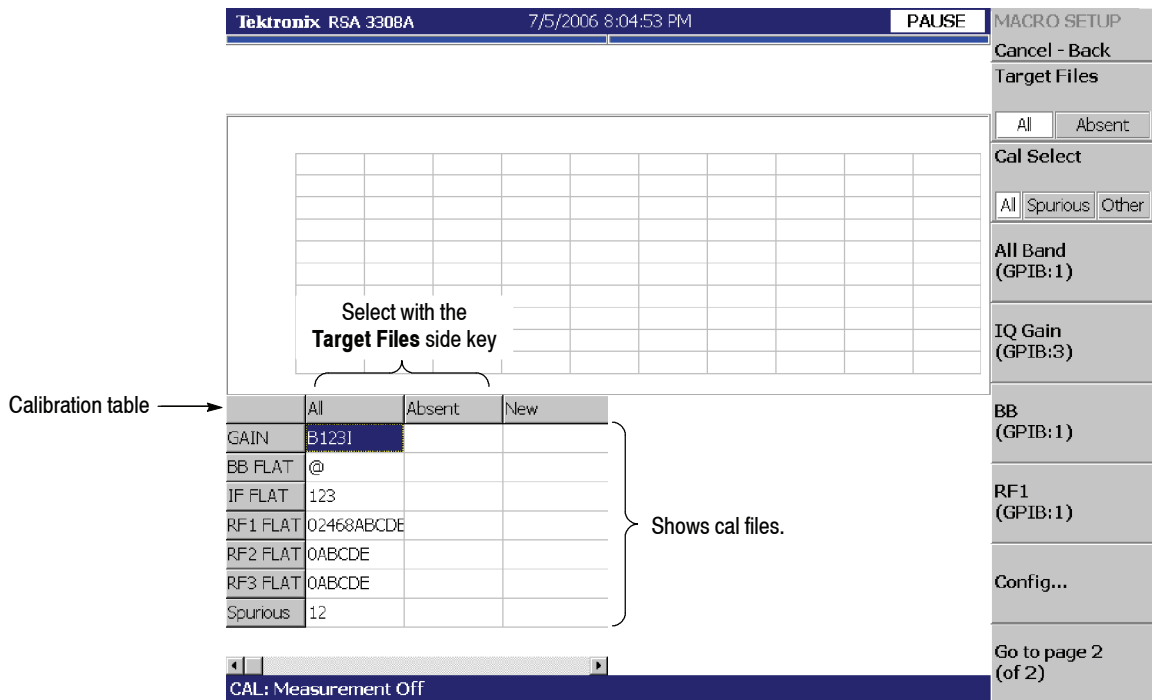 Tektronix RSA 3308A 7/5/2006 8:04:53 PM PAUSE
MACRO SETUP
Cancel - Back
Target Files
All Absent
Cal Select
All Spurious Other
All Band
(GPIB:1)
IQ Gain
(GPIB:3)
BB
(GPIB:1)
RF1
(GPIB:1)
Config...
Go to page 2
(of 2)
Select with the
Target Files side key
Calibration table
All Absent New
GAIN B123I
BB FLAT @
IF FLAT 123
RF1 FLAT 02468ABCDE
RF2 FLAT 0ABCDE
RF3 FLAT 0ABCDE
Spurious 12
Shows cal files.
CAL: Measurement Off